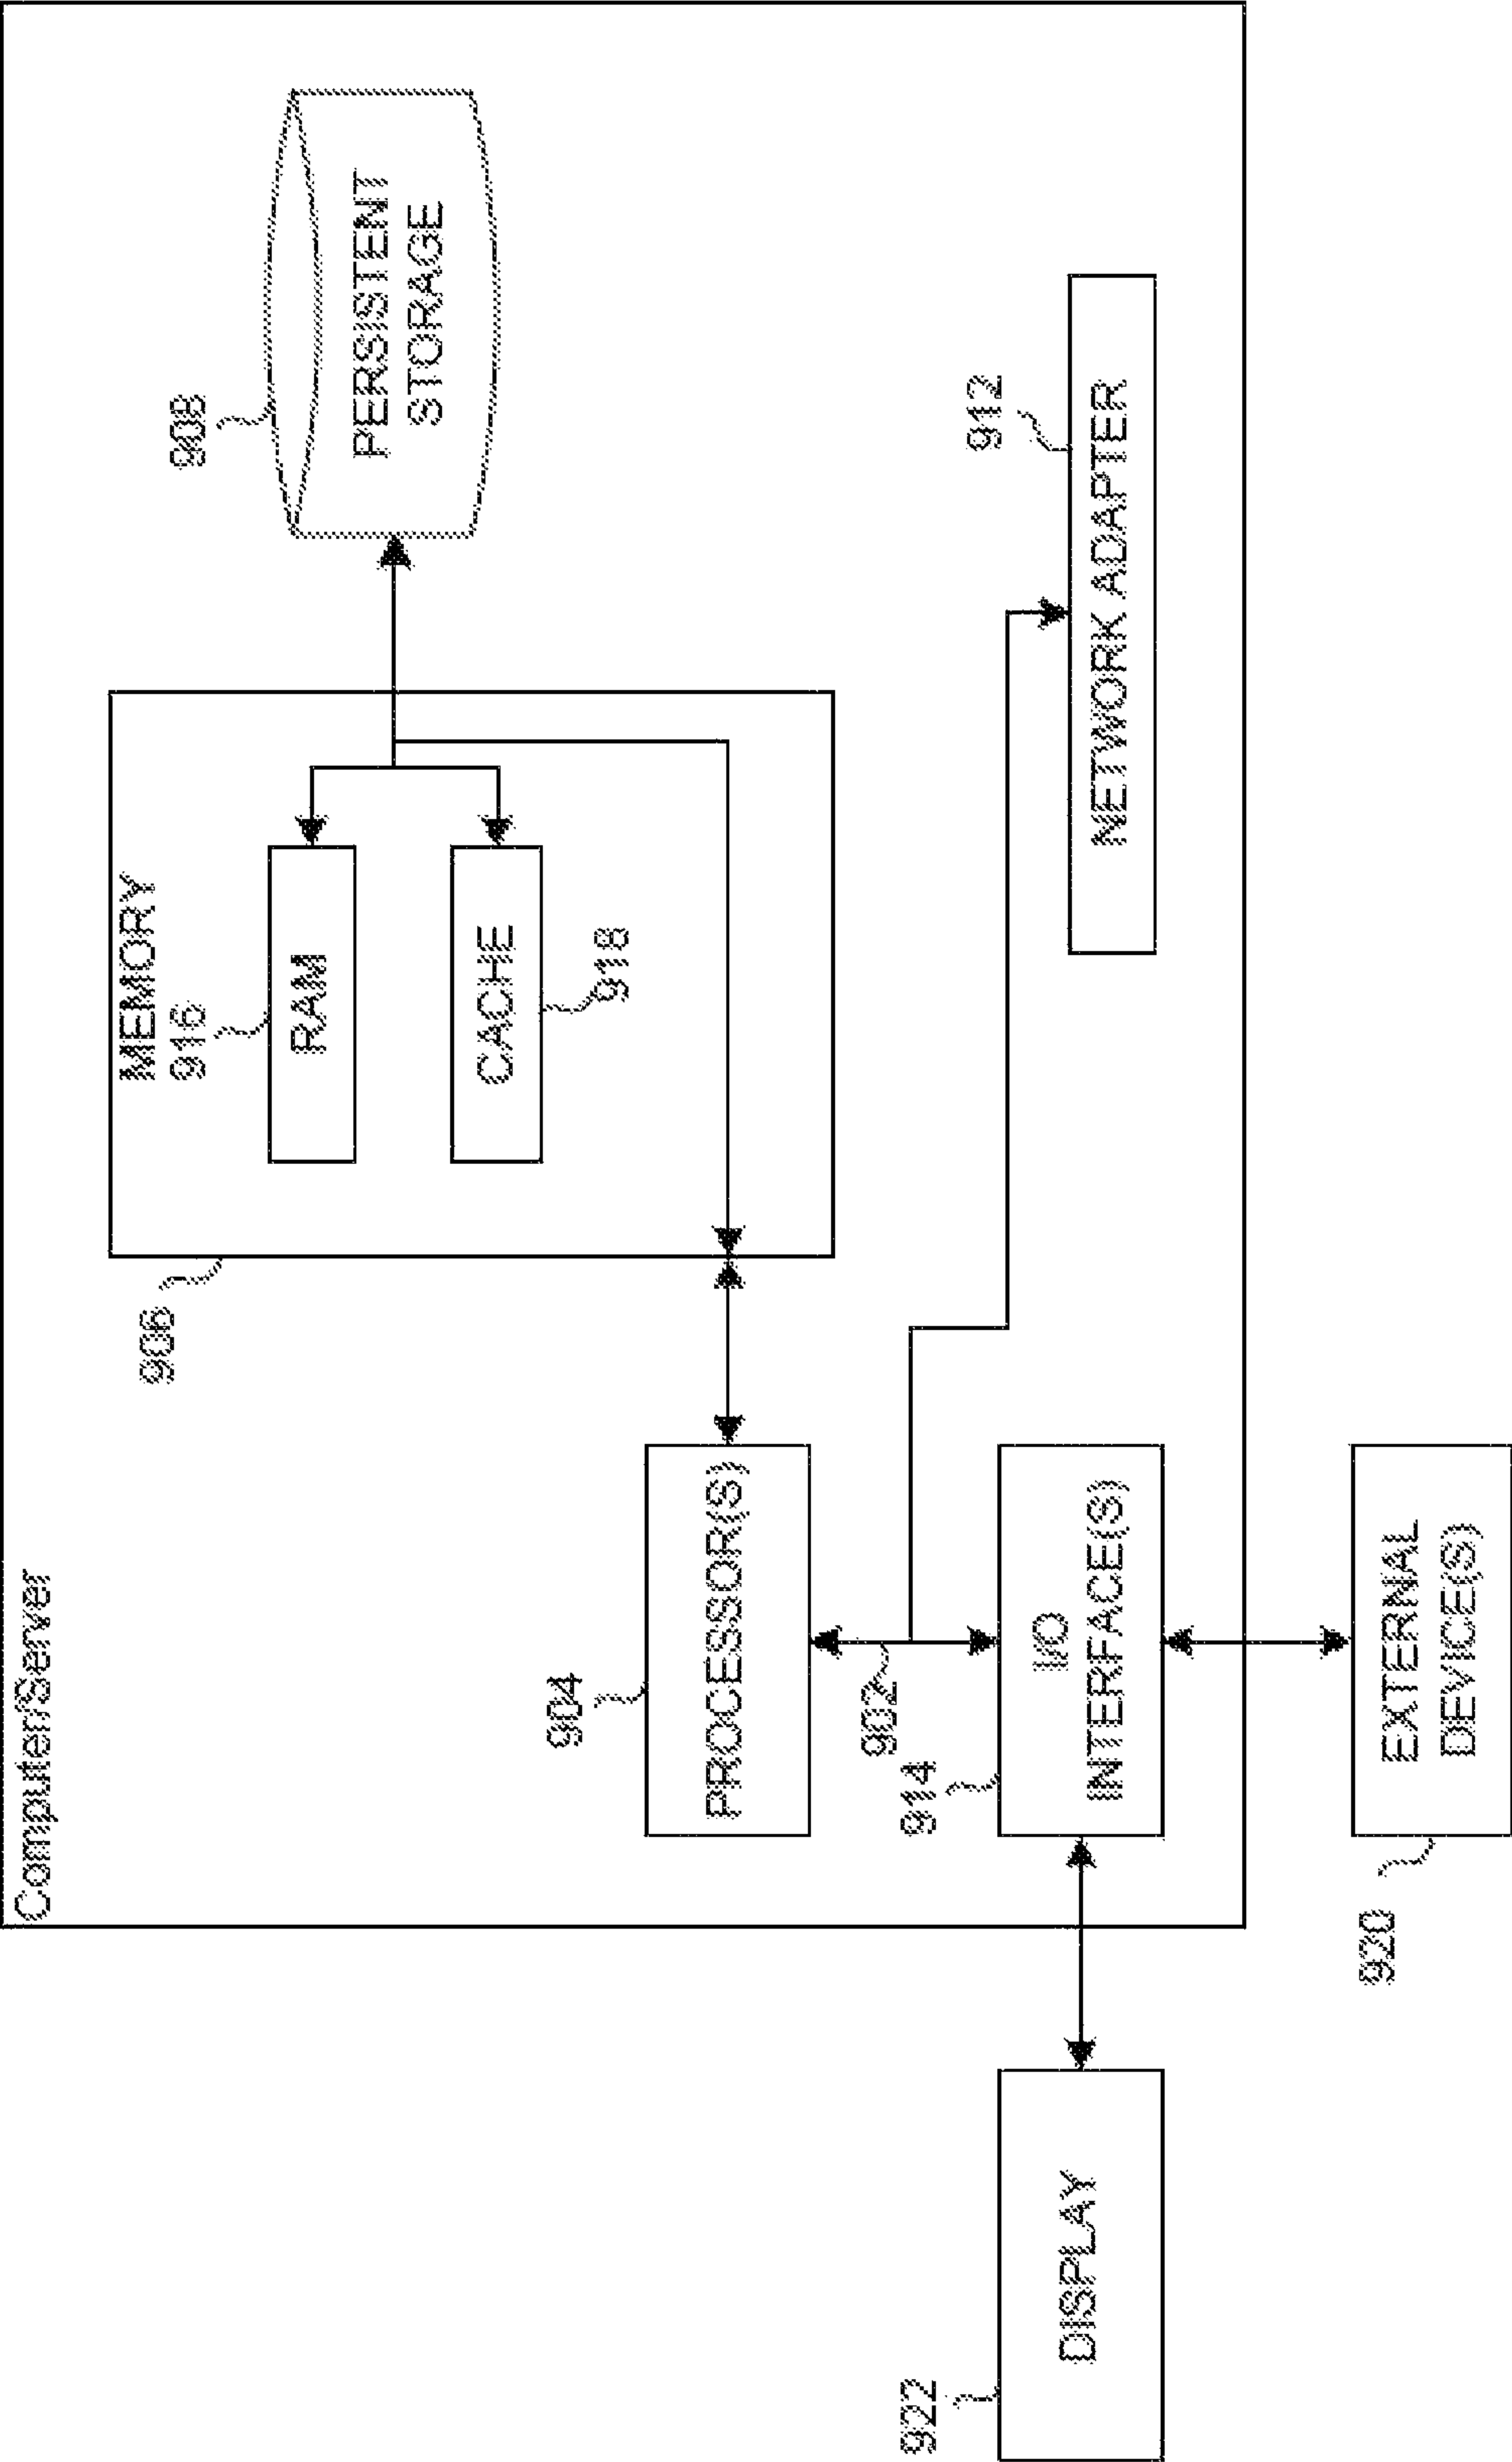 Computer/Server
MEMORY
906
916
RAM
908
PERSISTENT
STORAGE
CACHE
918
904
PROCESSOR(S)
902
912
NETWORK ADAPTER
922
DISPLAY
914
I/O
INTERFACE(S)
920
EXTERNAL
DEVICE(S)